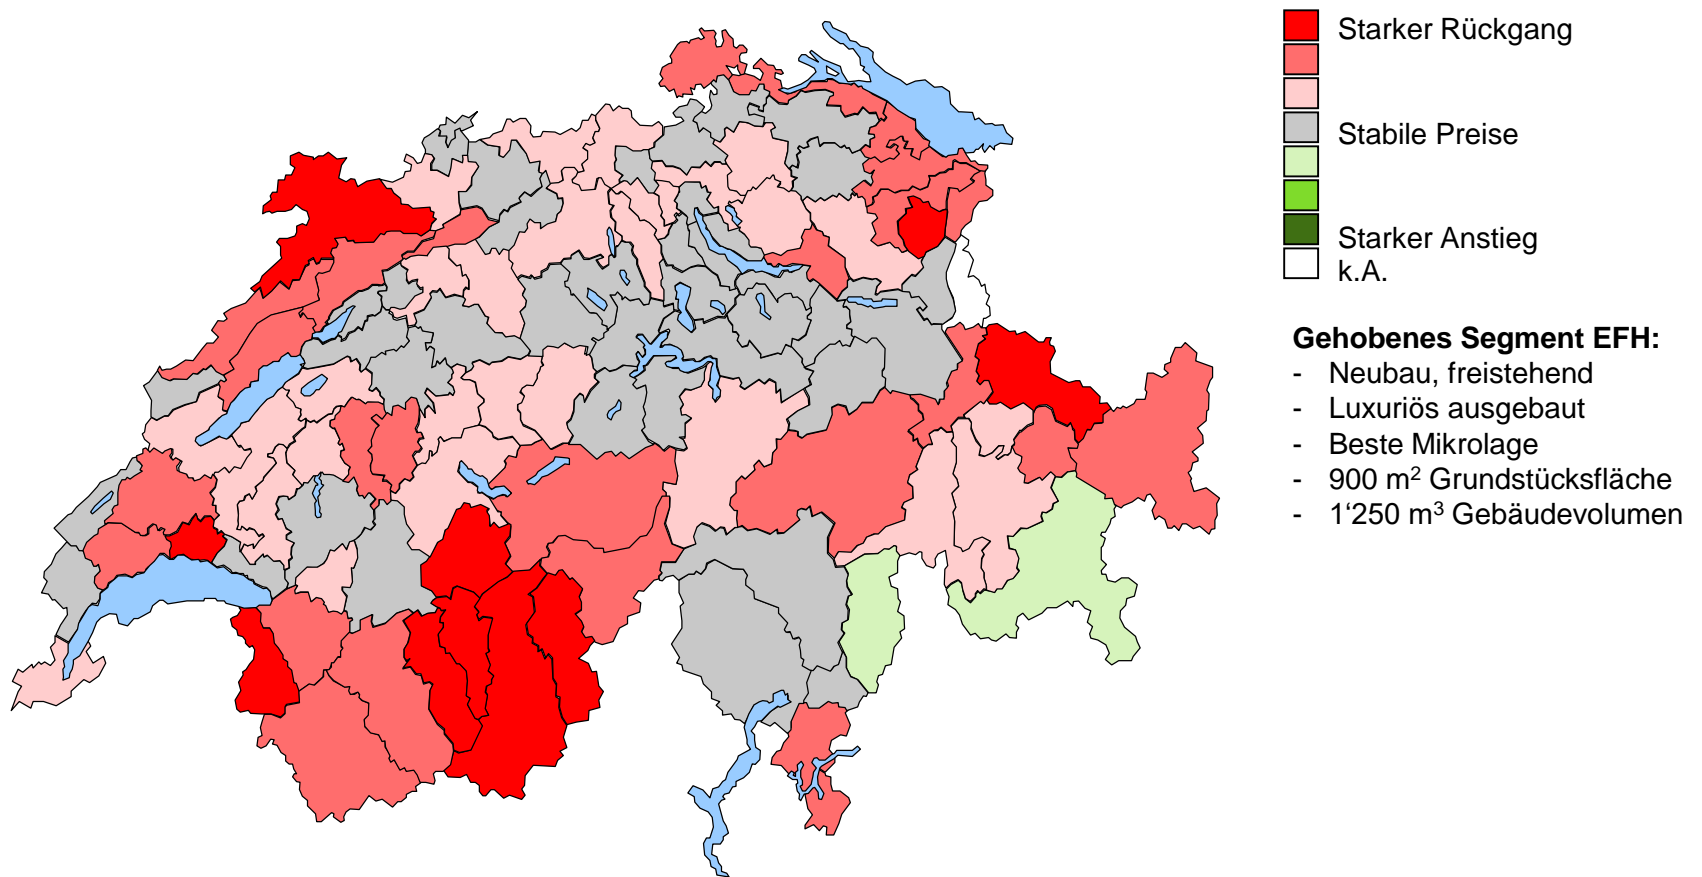 Starker Rückgang
Stabile Preise
Starker Anstieg
k.A.
Gehobenes Segment EFH:
- Neubau, freistehend
- Luxuriös ausgebaut
- Beste Mikrolage
- 900 m² Grundstücksfläche
- 1‘250 m³ Gebäudevolumen